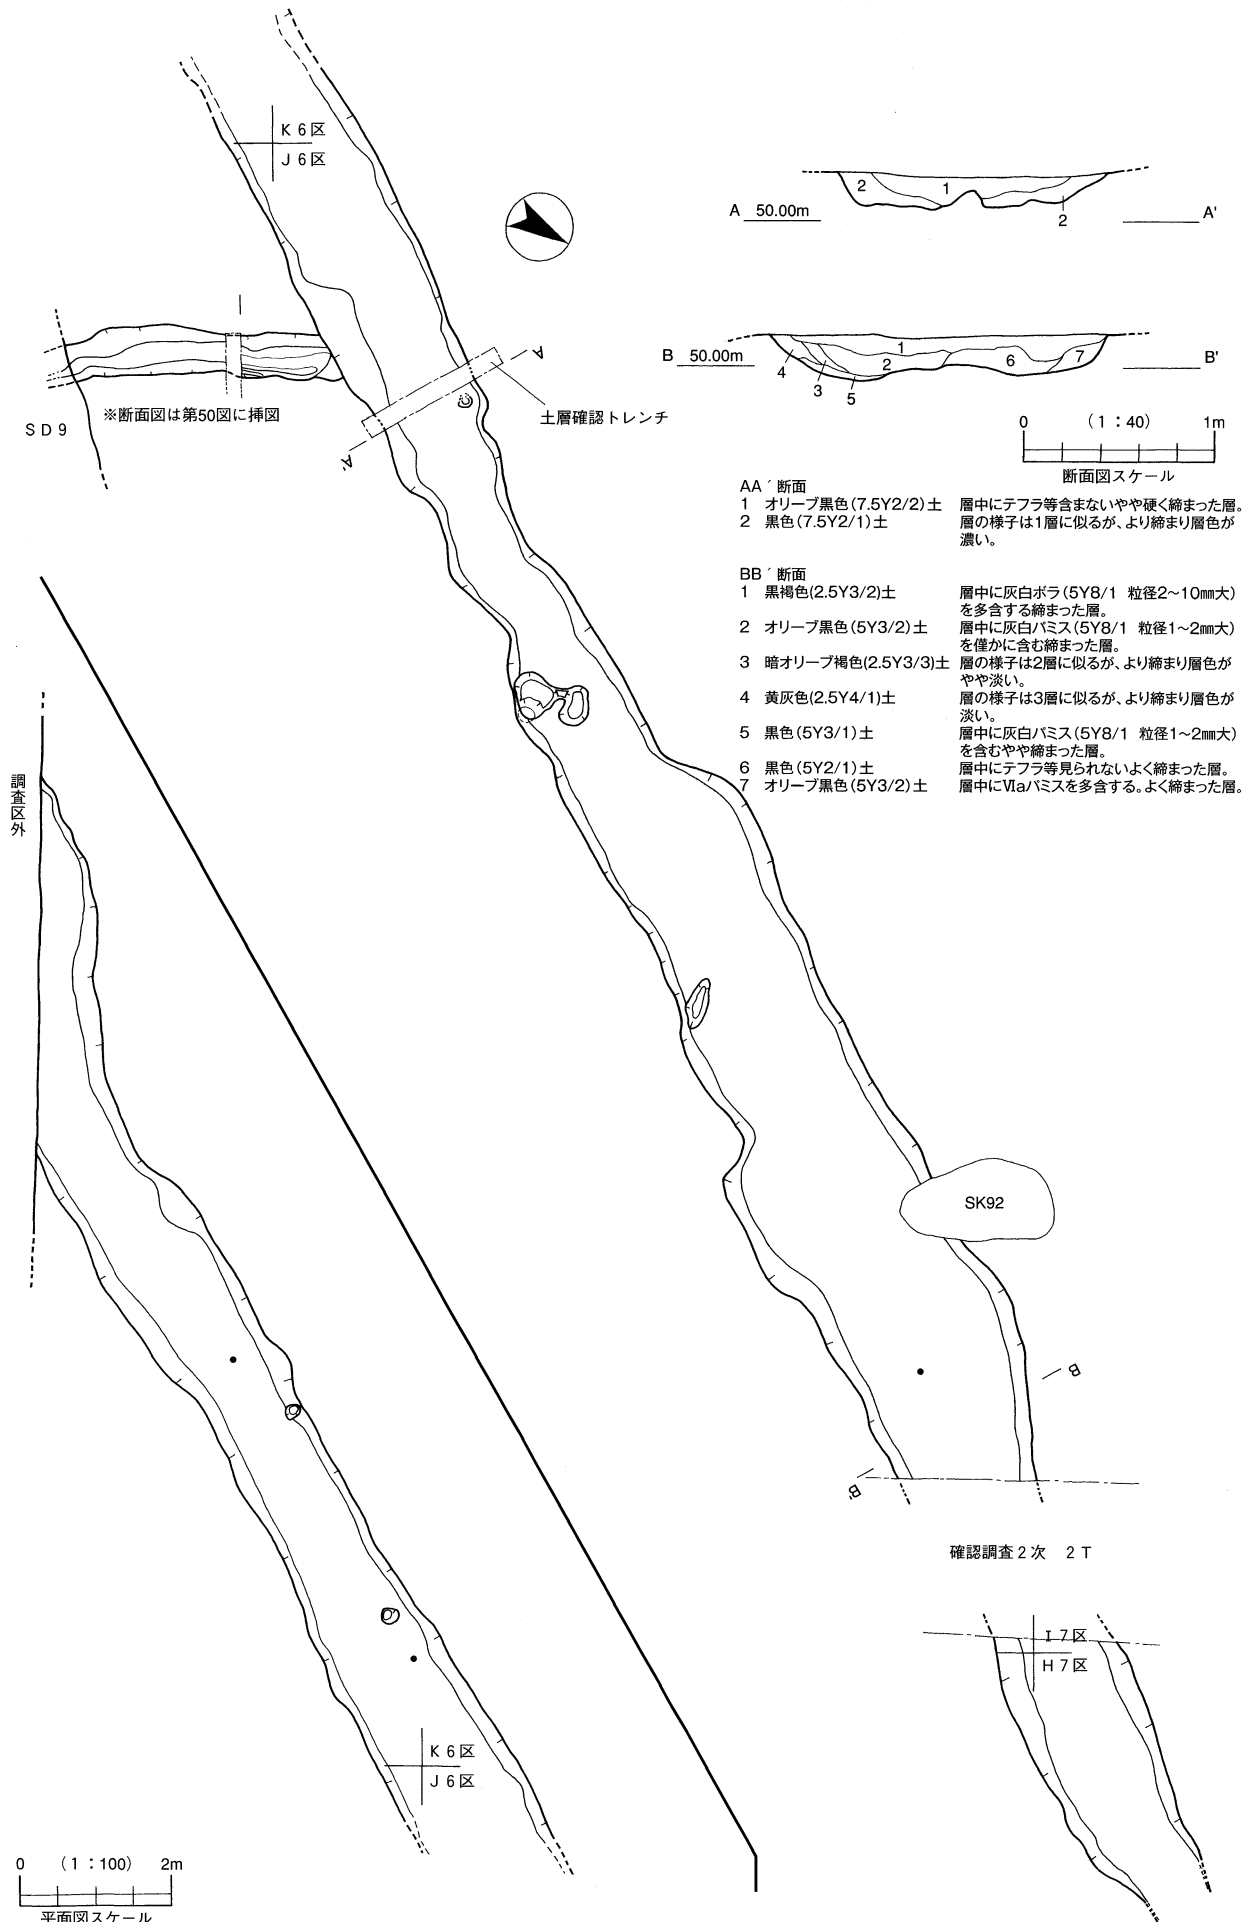 K 6区
J 6区
A 50.00m
A'
1
2
2
B 50.00m
B'
1
2
3
4
5
6
7
0 (1:40) 1m
断面図スケール
A
A'
土層確認トレンチ
SD9
※断面図は第50図に挿図
AA´断面
1 オリーブ黒色(7.5Y2/2)土 層中にテフラ等含まないやや硬く締まった層。
2 黒色(7.5Y2/1)土 層の様子は1層に似るが、より締まり層色が
濃い。
BB´断面
1 黒褐色(2.5Y3/2)土 層中に灰白ボラ(5Y8/1 粒径2~10㎜大)
を多含する締まった層。
2 オリーブ黒色(5Y3/2)土 層中に灰白パミス(5Y8/1 粒径1~2㎜大)
を僅かに含む締まった層。
3 暗オリーブ褐色(2.5Y3/3)土 層の様子は2層に似るが、より締まり層色が
やや淡い。
4 黄灰色(2.5Y4/1)土 層の様子は3層に似るが、より締まり層色が
淡い。
5 黒色(5Y3/1)土 層中に灰白パミス(5Y8/1 粒径1~2㎜大)
を含むやや締まった層。
6 黒色(5Y2/1)土 層中にテフラ等見られないよく締まった層。
7 オリーブ黒色(5Y3/2)土 層中にⅥaパミスを多含する。よく締まった層。
調査区外
SK92
B
B'
確認調査2次 2T
I 7区
H 7区
K 6区
J 6区
0 (1:100) 2m
平面図スケール